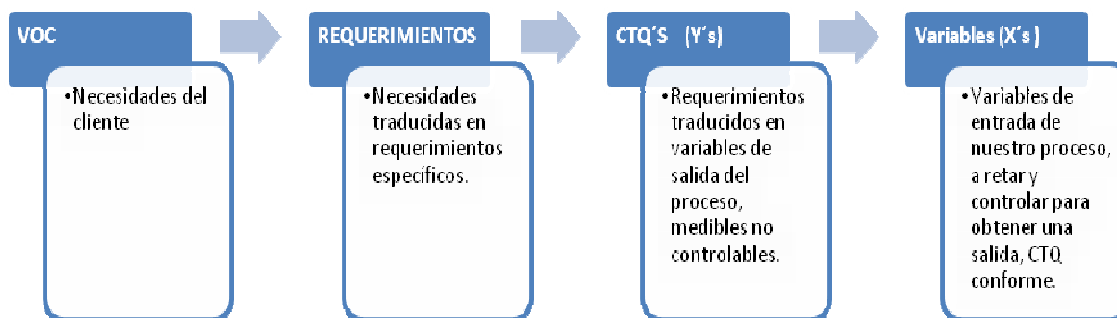 VOC
•Necesidades del
cliente
REQUERIMIENTOS
•Necesidades
traducidas en
requerimientos
específicos.
CTQ´S (Y´s)
•Requerimientos
traducidos en
variables de
salida del
proceso,
medibles no
controlables.
Variables (X´s )
•Variables de
entrada de
nuestro proceso,
a retar y
controlar para
obtener una
salida, CTQ
conforme.